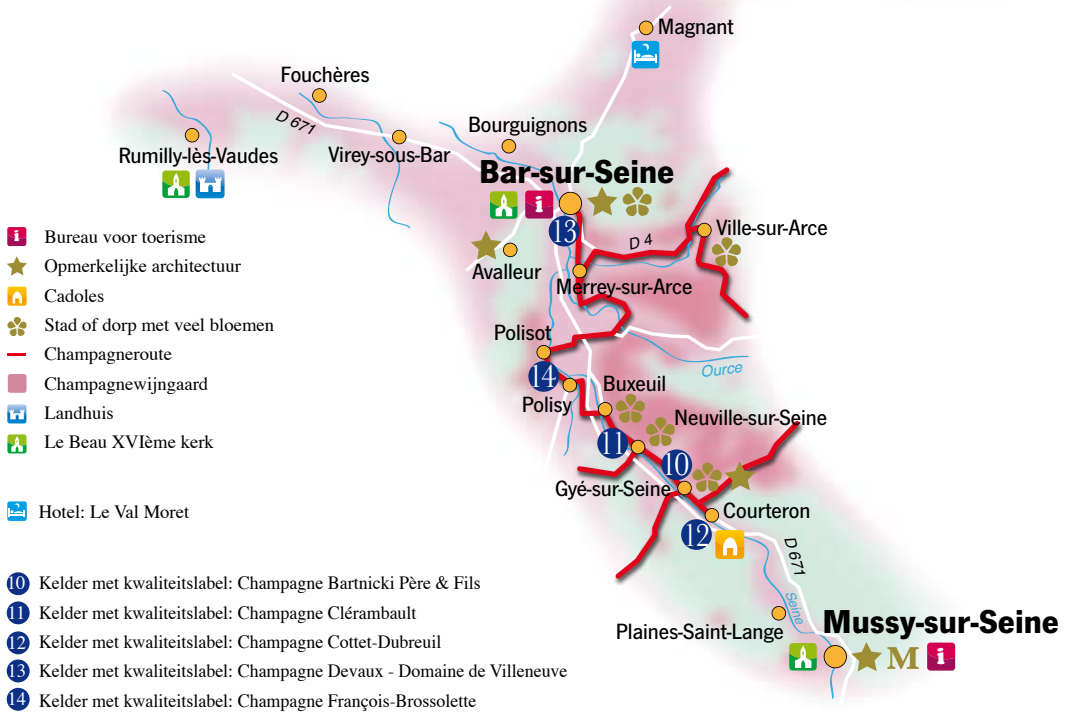 Magnant
Fouchères
D 671
Bourguignons
Rumilly-lès-Vaudes
Virey-sous-Bar
Bar-sur-Seine
i
13
D 4
Ville-sur-Arce
Avalleur
Merrey-sur-Arce
Polisot
Ource
14
Polisy
Buxeuil
Neuville-sur-Seine
11
10
Gyé-sur-Seine
Courteron
12
D 671
Seine
Plaines-Saint-Lange
Mussy-sur-Seine
M
i
i Bureau voor toerisme
Opmerkelijke architectuur
Cadoles
Stad of dorp met veel bloemen
Champagneroute
Champagnewijngaard
Landhuis
Le Beau XVIème kerk
Hotel: Le Val Moret
10 Kelder met kwaliteitslabel: Champagne Bartnicki Père & Fils
11 Kelder met kwaliteitslabel: Champagne Clérambault
12 Kelder met kwaliteitslabel: Champagne Cottet-Dubreuil
13 Kelder met kwaliteitslabel: Champagne Devaux - Domaine de Villeneuve
14 Kelder met kwaliteitslabel: Champagne François-Brossolette